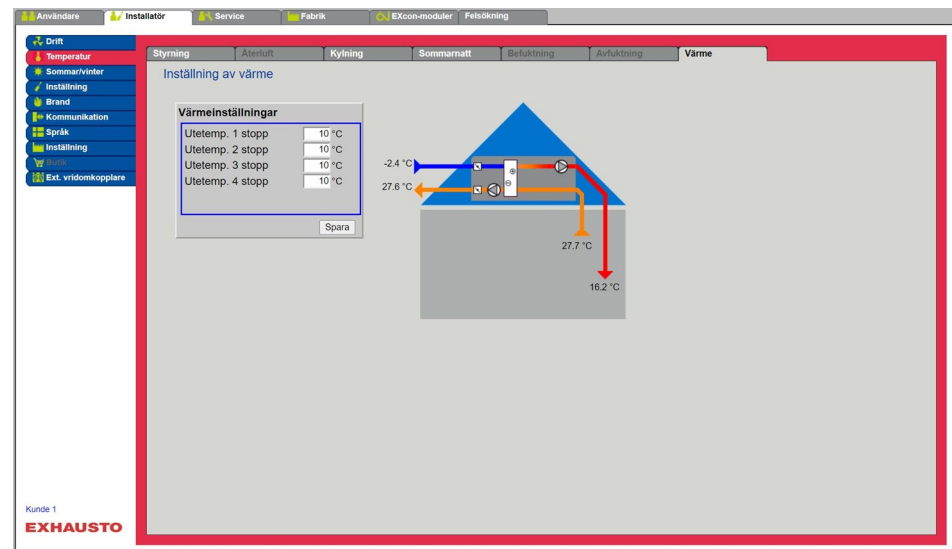 Användare
Installatör
Service
Fabrik
EXcon-moduler
Felsökning
Drift
Temperatur
Sommar/vinter
Inställning
Brand
Kommunikation
Språk
Inställning
Butik
Ext. vridomkopplare
Styrning
Återluft
Kylning
Sommarnatt
Befuktning
Avfuktning
Värme
Inställning av värme
Värmeinställningar
Utetemp. 1 stopp 10 °C
Utetemp. 2 stopp 10 °C
Utetemp. 3 stopp 10 °C
Utetemp. 4 stopp 10 °C
Spara
-2.4 °C
27.6 °C
27.7 °C
16.2 °C
Kunde 1
EXHAUSTO